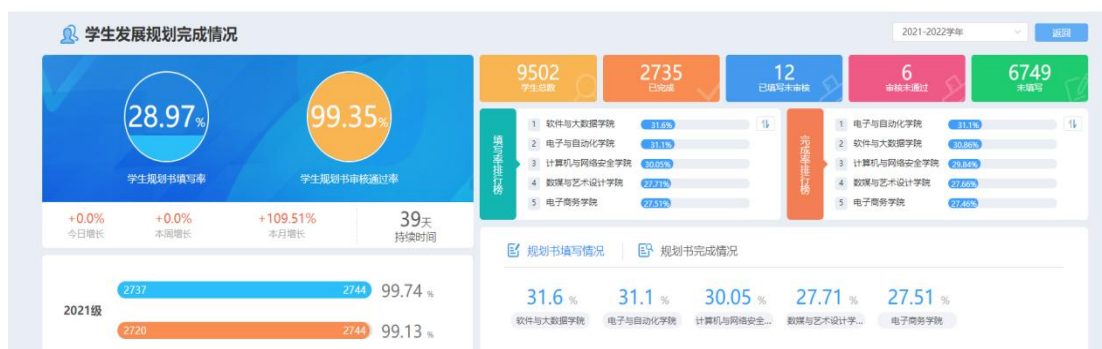 学生发展规划完成情况
2021-2022学年
返回
28.97%
学生规划书填写率
99.35%
学生规划书审核通过率
+0.0%
今日增长
+0.0%
本周增长
+109.51%
本月增长
39天
持续时间
2021级
2737 2744 99.74 %
2720 2744 99.13 %
9502
学生总数
2735
已完成
12
已填写未审核
6
审核未通过
6749
未填写
填写率排行榜
1 软件与大数据学院 31.6%
2 电子与自动化学院 31.1%
3 计算机与网络安全学院 30.05%
4 数媒与艺术设计学院 27.71%
5 电子商务学院 27.51%
完成率排行榜
1 电子与自动化学院 31.1%
2 软件与大数据学院 30.86%
3 计算机与网络安全学院 29.84%
4 数媒与艺术设计学院 27.66%
5 电子商务学院 27.46%
规划书填写情况 规划书完成情况
31.6 % 31.1 % 30.05 % 27.71 % 27.51 %
软件与大数据学院 电子与自动化学院 计算机与网络安全... 数媒与艺术设计学... 电子商务学院